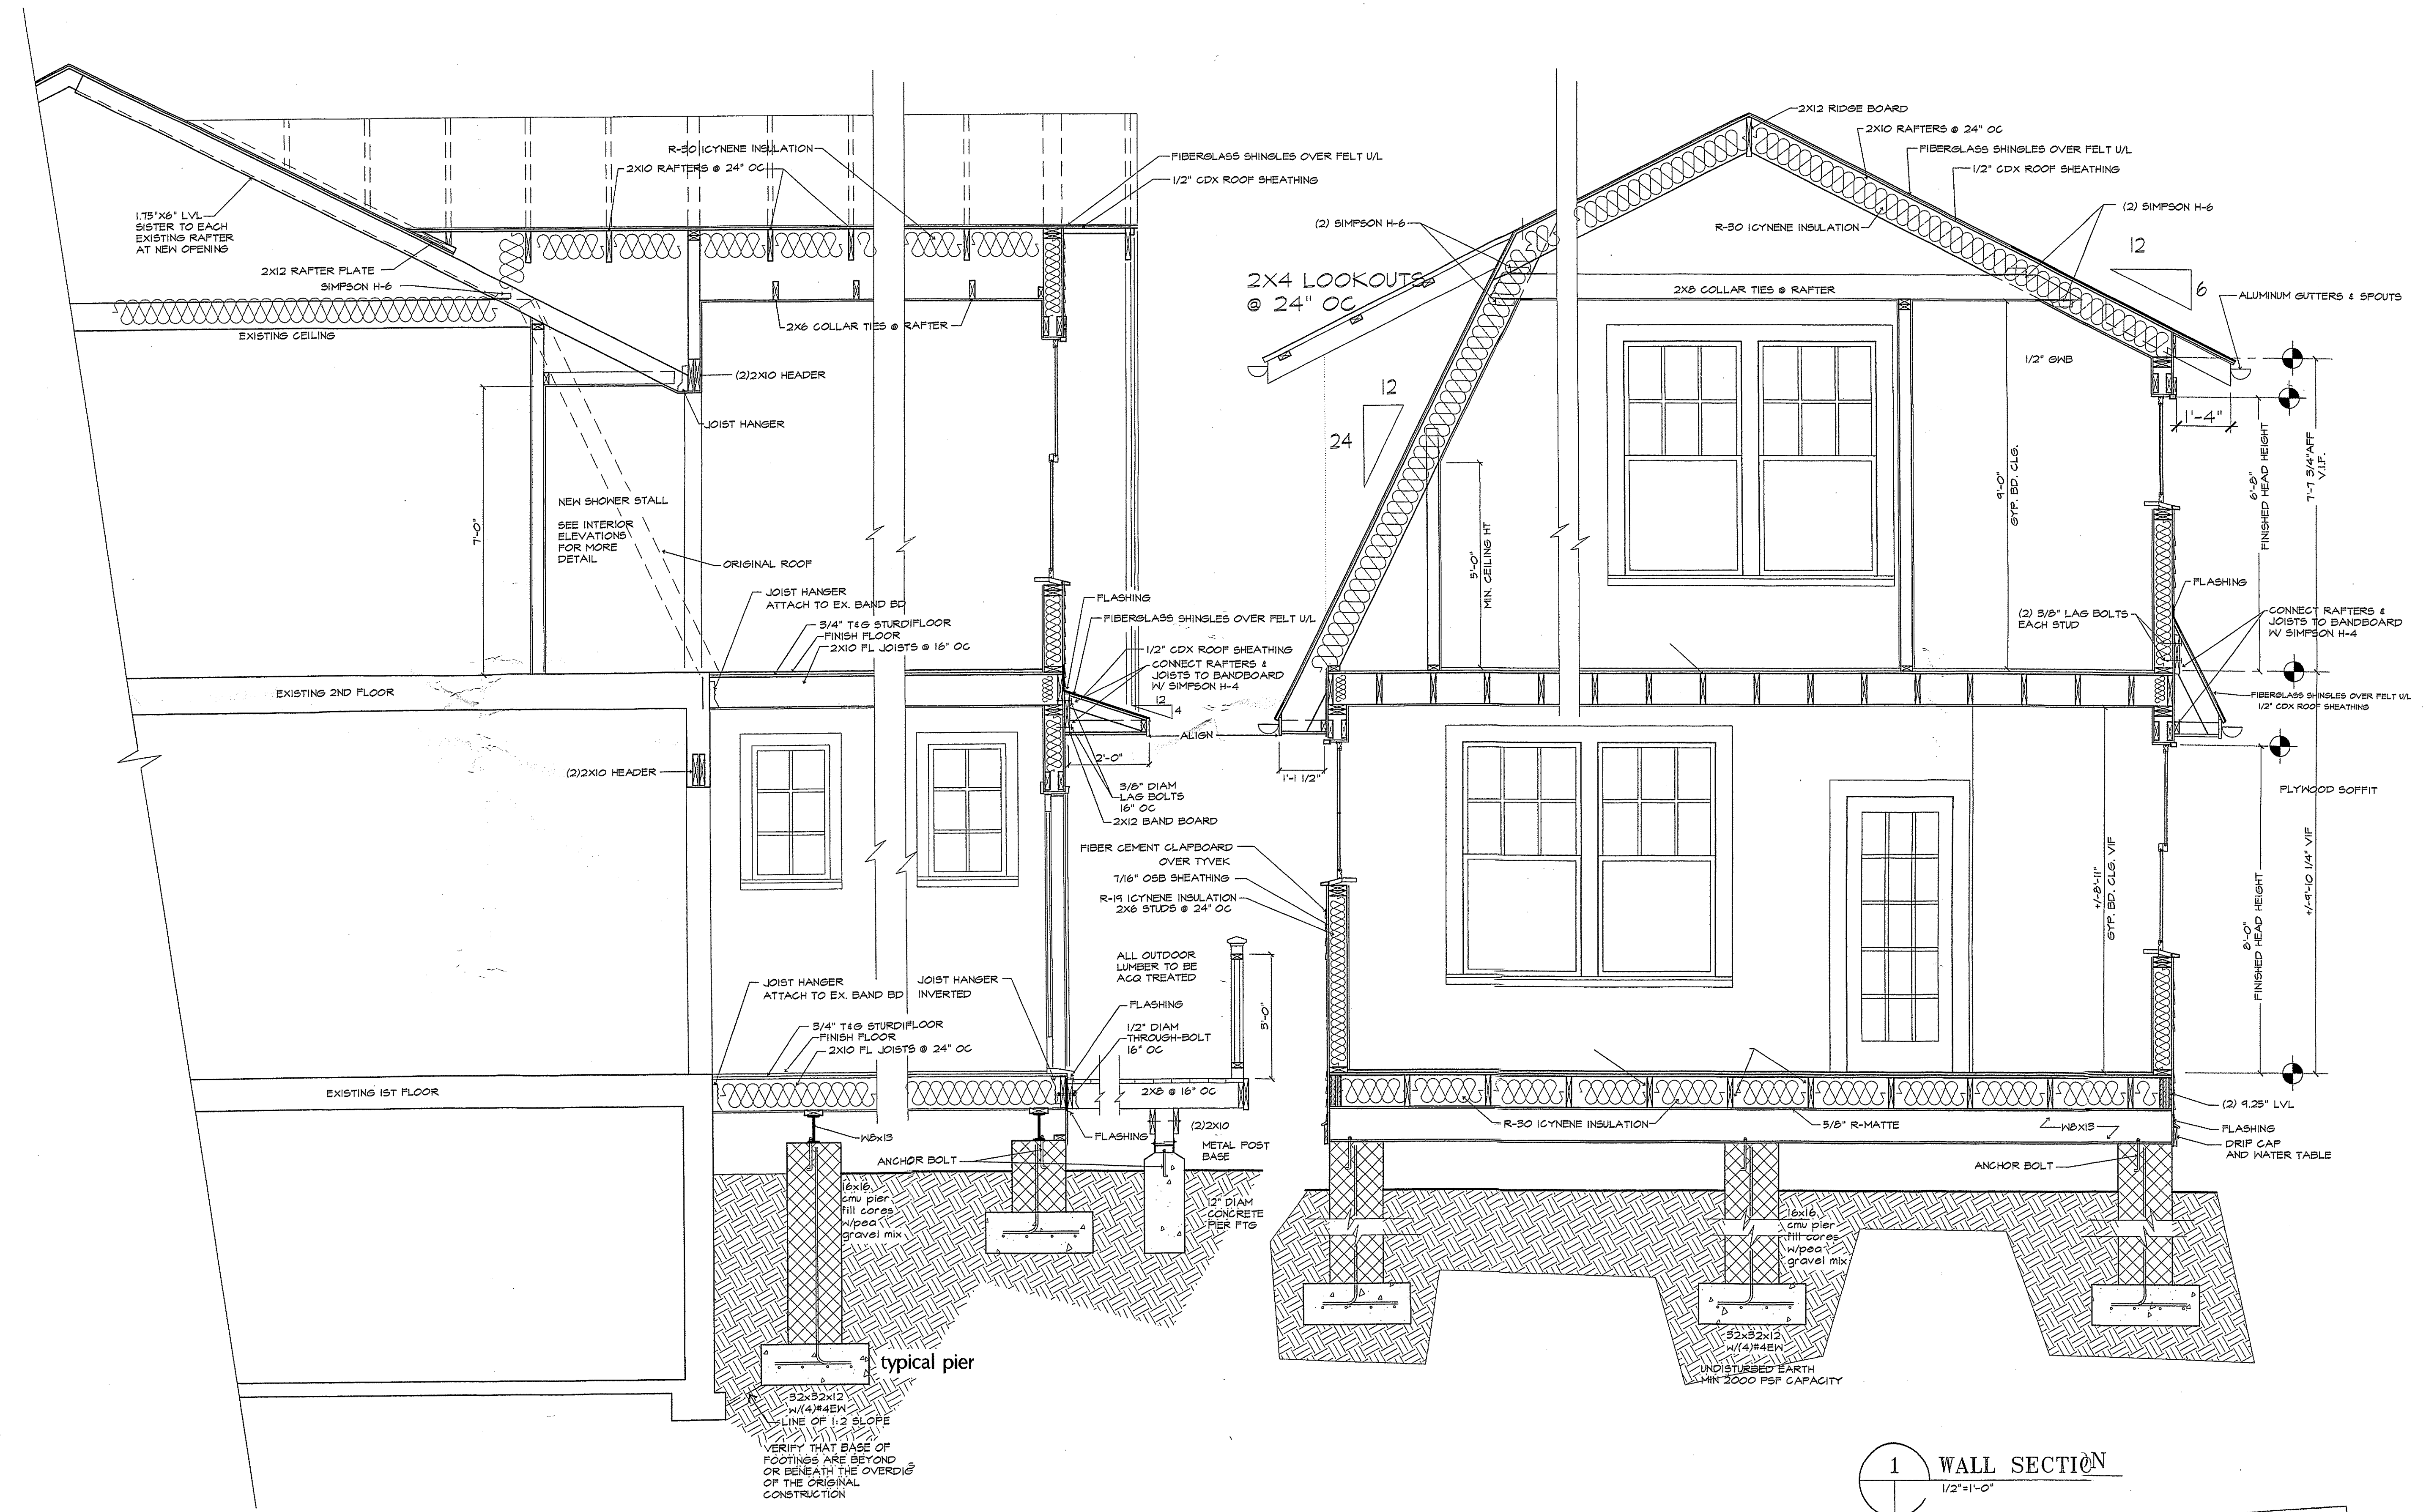 R-30 ICYNENE INSULATION
2X10 RAFTERS @ 24" OC
FIBERGLASS SHINGLES OVER FELT U/L
1/2" CDX ROOF SHEATHING
1.75"X6" LVL
SISTER TO EACH
EXISTING RAFTER
AT NEW OPENING
2X12 RAFTER PLATE
SIMPSON H-6
EXISTING CEILING
2X6 COLLAR TIES @ RAFTER
(2)2X10 HEADER
JOIST HANGER
7'-0"
NEW SHOWER STALL
SEE INTERIOR
ELEVATIONS
FOR MORE
DETAIL
ORIGINAL ROOF
JOIST HANGER
ATTACH TO EX. BAND BD
3/4" T&G STURDIFLOOR
FINISH FLOOR
2X10 FL JOISTS @ 16" OC
FLASHING
FIBERGLASS SHINGLES OVER FELT U/L
1/2" CDX ROOF SHEATHING
CONNECT RAFTERS &
JOISTS TO BANDBOARD
W/ SIMPSON H-4
12
4
EXISTING 2ND FLOOR
ALIGN
2'-0"
1'-1 1/2"
(2)2X10 HEADER
3/8" DIAM
LAG BOLTS
16" OC
2X12 BAND BOARD
FIBER CEMENT CLAPBOARD
OVER TYVEK
7/16" OSB SHEATHING
R-19 ICYNENE INSULATION
2X6 STUDS @ 24" OC
ALL OUTDOOR
LUMBER TO BE
ACQ TREATED
JOIST HANGER
ATTACH TO EX. BAND BD
JOIST HANGER
INVERTED
FLASHING
1/2" DIAM
THROUGH-BOLT
16" OC
3'-0"
3/4" T&G STURDIFLOOR
FINISH FLOOR
2X10 FL JOISTS @ 24" OC
EXISTING 1ST FLOOR
2X8 @ 16" OC
W8x13
FLASHING
(2)2X10
METAL POST
BASE
ANCHOR BOLT
16x16
cmu pier
fill cores
w/pea
gravel mix
12" DIAM
CONCRETE
PIER FTG
typical pier
32x32x12
w/(4)#4EW
LINE OF 1:2 SLOPE
VERIFY THAT BASE OF
FOOTINGS ARE BEYOND
OR BENEATH THE OVERDIG
OF THE ORIGINAL
CONSTRUCTION
2X12 RIDGE BOARD
2X10 RAFTERS @ 24" OC
FIBERGLASS SHINGLES OVER FELT U/L
1/2" CDX ROOF SHEATHING
(2) SIMPSON H-6
R-30 ICYNENE INSULATION
(2) SIMPSON H-6
12
6
2X4 LOOKOUTS
@ 24" OC
2X8 COLLAR TIES @ RAFTER
ALUMINUM GUTTERS & SPOUTS
1/2" GWB
12
24
1'-4"
5'-0"
MIN. CEILING HT
9'-0"
GYP. BD. CLG.
6'-8"
FINISHED HEAD HEIGHT
7'-7 3/4"AFF
V.I.F.
FLASHING
(2) 3/8" LAG BOLTS
EACH STUD
CONNECT RAFTERS &
JOISTS TO BANDBOARD
W/ SIMPSON H-4
FIBERGLASS SHINGLES OVER FELT U/L
1/2" CDX ROOF SHEATHING
PLYWOOD SOFFIT
+/-8'-11"
GYP. BD. CLG. VIF
8'-0"
FINISHED HEAD HEIGHT
+/-9'-10 1/4" VIF
R-30 ICYNENE INSULATION
5/8" R-MATTE
W8x13
(2) 9.25" LVL
FLASHING
DRIP CAP
AND WATER TABLE
ANCHOR BOLT
16x16
cmu pier
fill cores
w/pea
gravel mix
32x32x12
w/(4)#4EW
UNDISTURBED EARTH
MIN 2000 PSF CAPACITY
1
WALL SECTION
1/2"=1'-0"